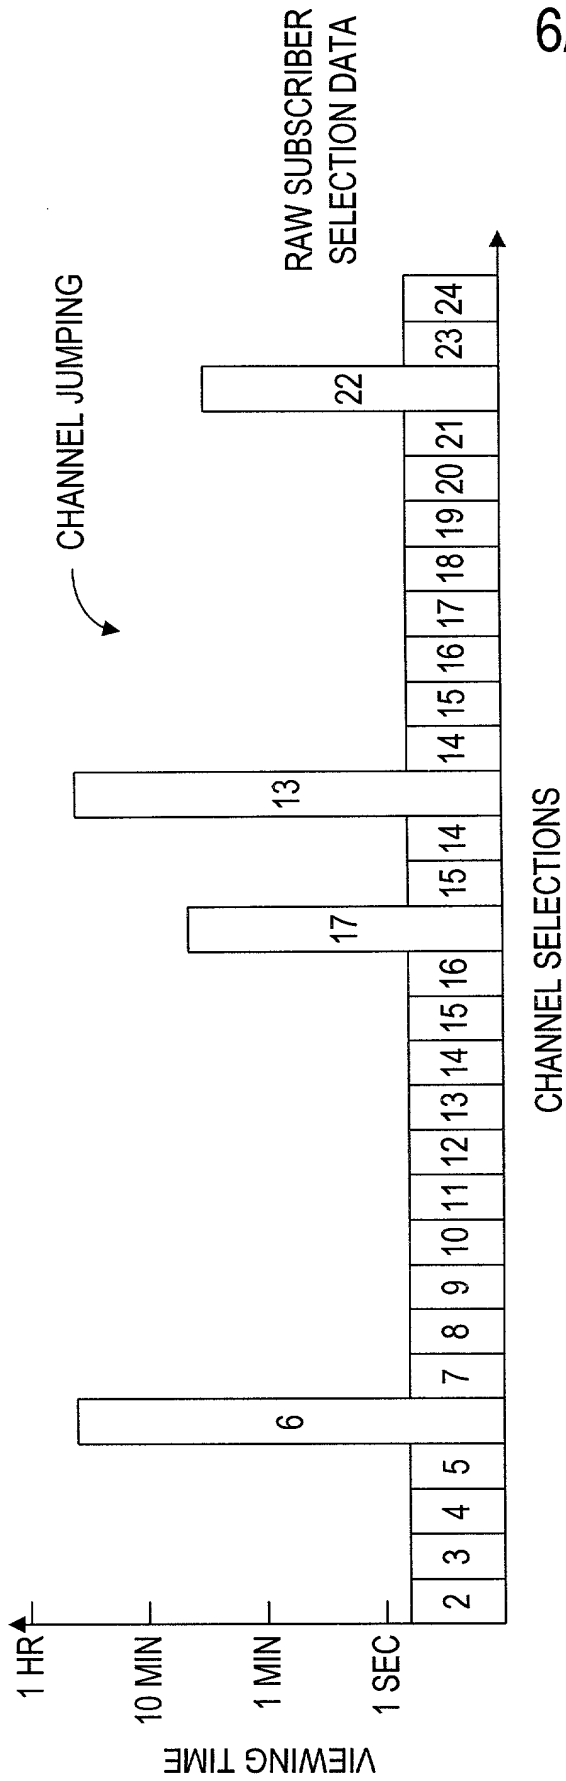 CHANNEL JUMPING
RAW SUBSCRIBER
SELECTION DATA
VIEWING TIME
1 HR
10 MIN
1 MIN
1 SEC
2 3 4 5 6 7 8 9 10 11 12 13 14 15 16 17 15 14 13 14 15 16 17 18 19 20 21 22 23 24
CHANNEL SELECTIONS